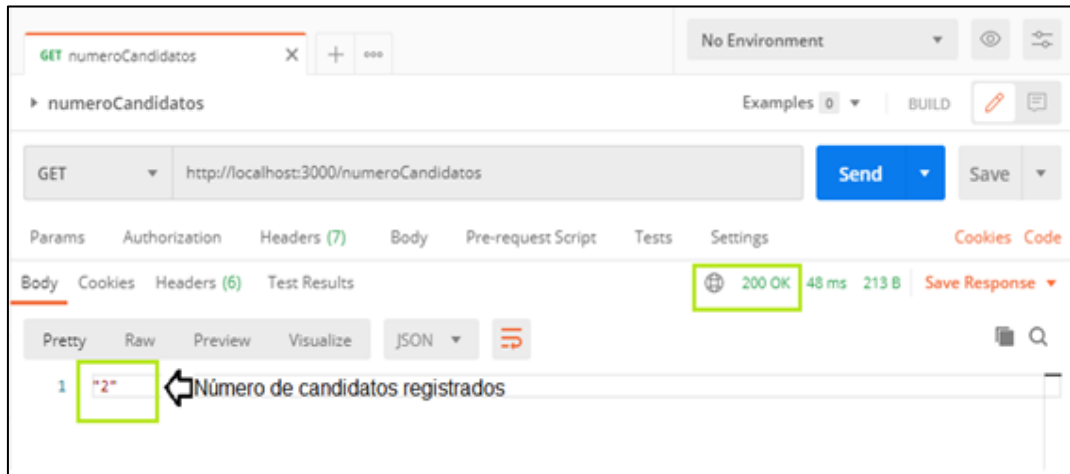 GET numeroCandidatos
No Environment
numeroCandidatos
Examples 0
BUILD
GET
http://localhost:3000/numeroCandidatos
Send
Save
Params Authorization Headers (7) Body Pre-request Script Tests Settings Cookies Code
Body Cookies Headers (6) Test Results 200 OK 48 ms 213 B Save Response
Pretty Raw Preview Visualize JSON
1 "2" Número de candidatos registrados